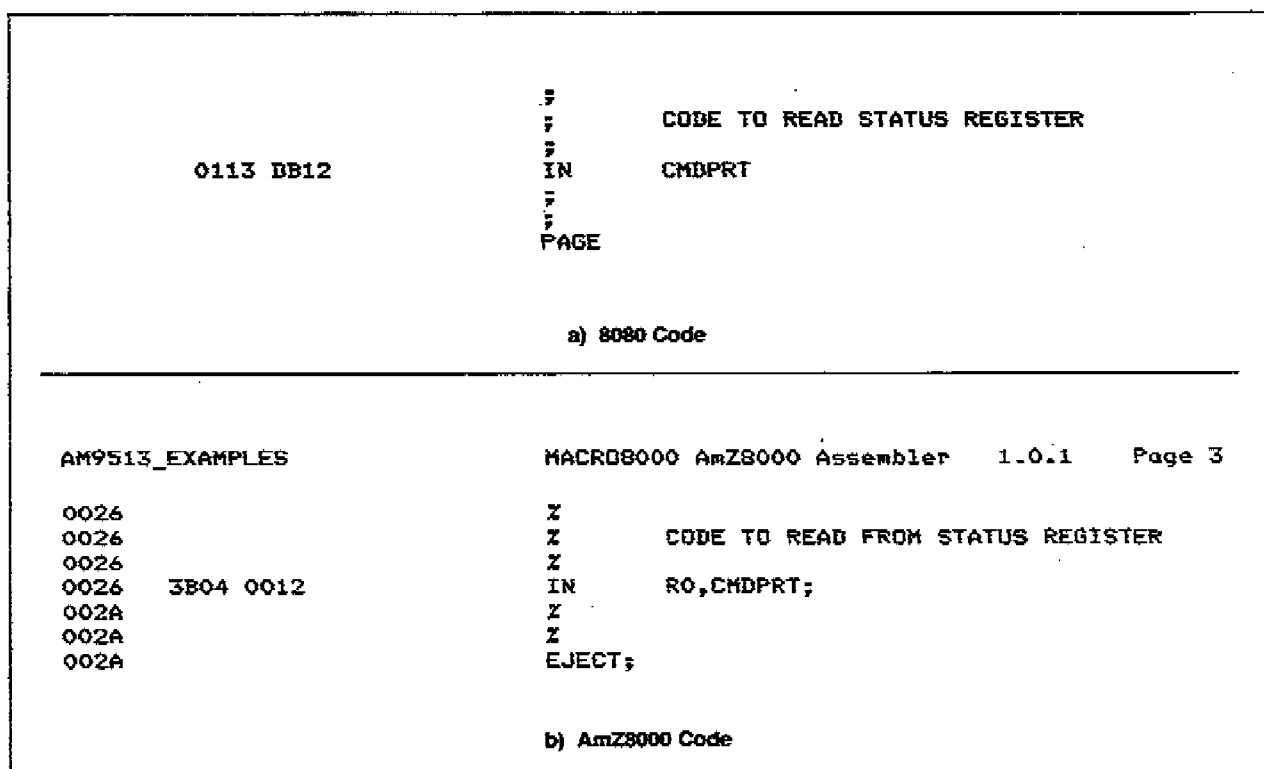 ;
; CODE TO READ STATUS REGISTER
;
0113 DB12 IN CMDPRT
;
;
PAGE
a) 8080 Code
AM9513_EXAMPLES MACRO8000 AmZ8000 Assembler 1.0.1 Page 3
0026 %
0026 % CODE TO READ FROM STATUS REGISTER
0026 %
0026 3B04 0012 IN R0,CMDPRT;
002A %
002A %
002A EJECT;
b) AmZ8000 Code